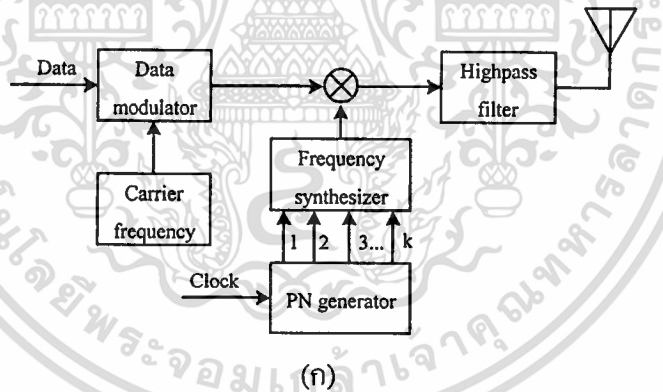 Data
Data
modulator
Highpass
filter
Carrier
frequency
Frequency
synthesizer
1 2 3... k
Clock
PN generator
(ก)